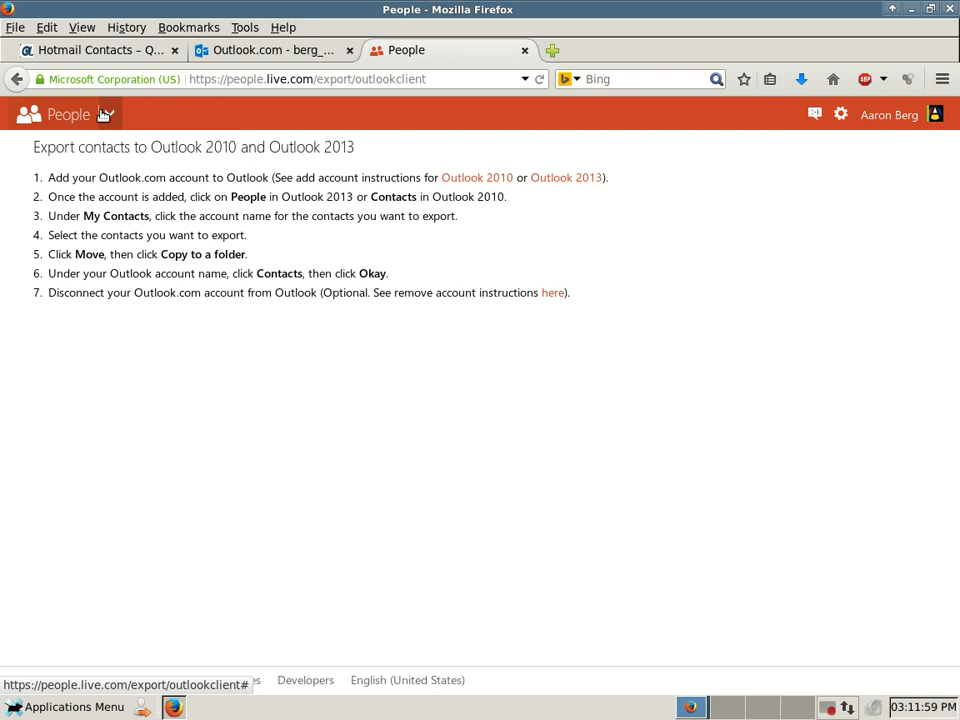 People - Mozilla Firefox
File Edit View History Bookmarks Tools Help
Hotmail Contacts – Q... Outlook.com - berg_... People
Microsoft Corporation (US) https://people.live.com/export/outlookclient Bing
People Aaron Berg
Export contacts to Outlook 2010 and Outlook 2013
1. Add your Outlook.com account to Outlook (See add account instructions for Outlook 2010 or Outlook 2013).
2. Once the account is added, click on People in Outlook 2013 or Contacts in Outlook 2010.
3. Under My Contacts, click the account name for the contacts you want to export.
4. Select the contacts you want to export.
5. Click Move, then click Copy to a folder.
6. Under your Outlook account name, click Contacts, then click Okay.
7. Disconnect your Outlook.com account from Outlook (Optional. See remove account instructions here).
Developers English (United States)
https://people.live.com/export/outlookclient#
Applications Menu 03:11:59 PM